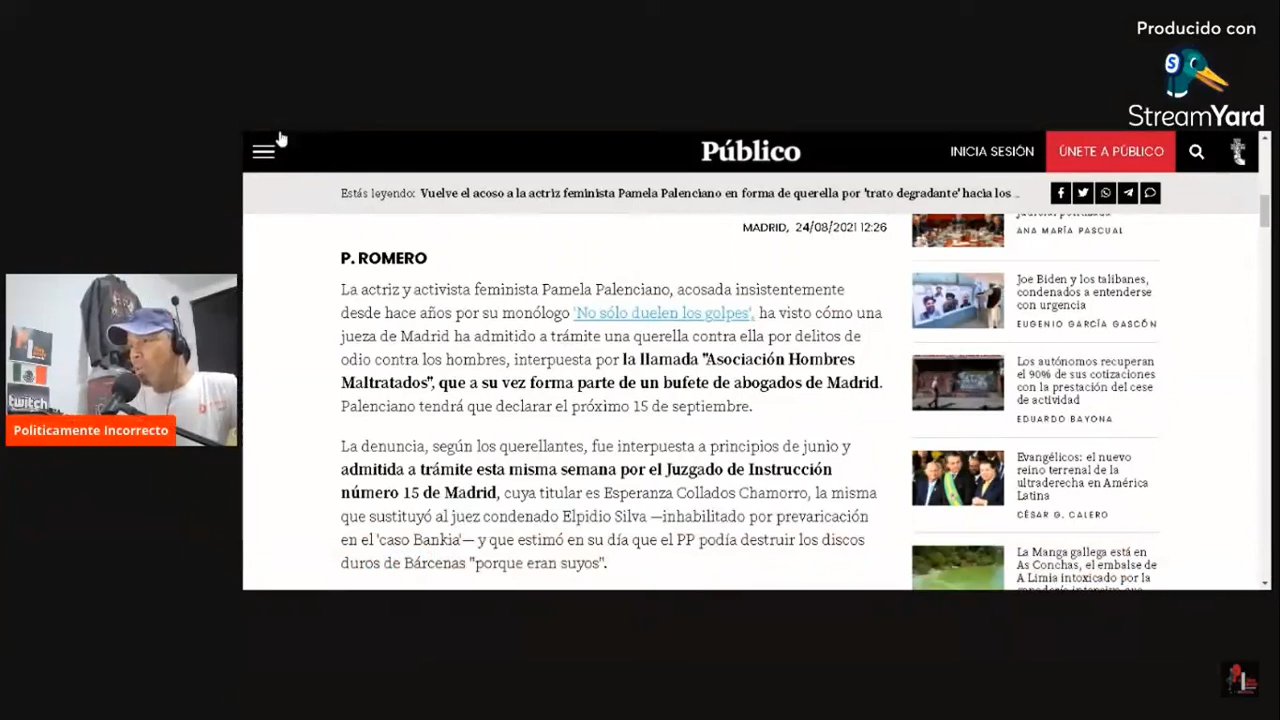 Producido con
StreamYard
Público
INICIA SESIÓN
ÚNETE A PÚBLICO
Estás leyendo: Vuelve el acoso a la actriz feminista Pamela Palenciano en forma de querella por 'trato degradante' hacia los ...
MADRID, 24/08/2021 12:26
P. ROMERO
La actriz y activista feminista Pamela Palenciano, acosada insistentemente
desde hace años por su monólogo 'No sólo duelen los golpes', ha visto cómo una
jueza de Madrid ha admitido a trámite una querella contra ella por delitos de
odio contra los hombres, interpuesta por la llamada "Asociación Hombres
Maltratados", que a su vez forma parte de un bufete de abogados de Madrid.
Palenciano tendrá que declarar el próximo 15 de septiembre.
La denuncia, según los querellantes, fue interpuesta a principios de junio y
admitida a trámite esta misma semana por el Juzgado de Instrucción
número 15 de Madrid, cuya titular es Esperanza Collados Chamorro, la misma
que sustituyó al juez condenado Elpidio Silva —inhabilitado por prevaricación
en el 'caso Bankia'— y que estimó en su día que el PP podía destruir los discos
duros de Bárcenas "porque eran suyos".
ANA MARÍA PASCUAL
Joe Biden y los talibanes,
condenados a entenderse
con urgencia
EUGENIO GARCÍA GASCÓN
Los autónomos recuperan
el 90% de sus cotizaciones
con la prestación del cese
de actividad
EDUARDO BAYONA
Evangélicos: el nuevo
reino terrenal de la
ultraderecha en América
Latina
CÉSAR G. CALERO
La Manga gallega está en
As Conchas, el embalse de
A Limia intoxicado por la
twitch
Politicamente Incorrecto